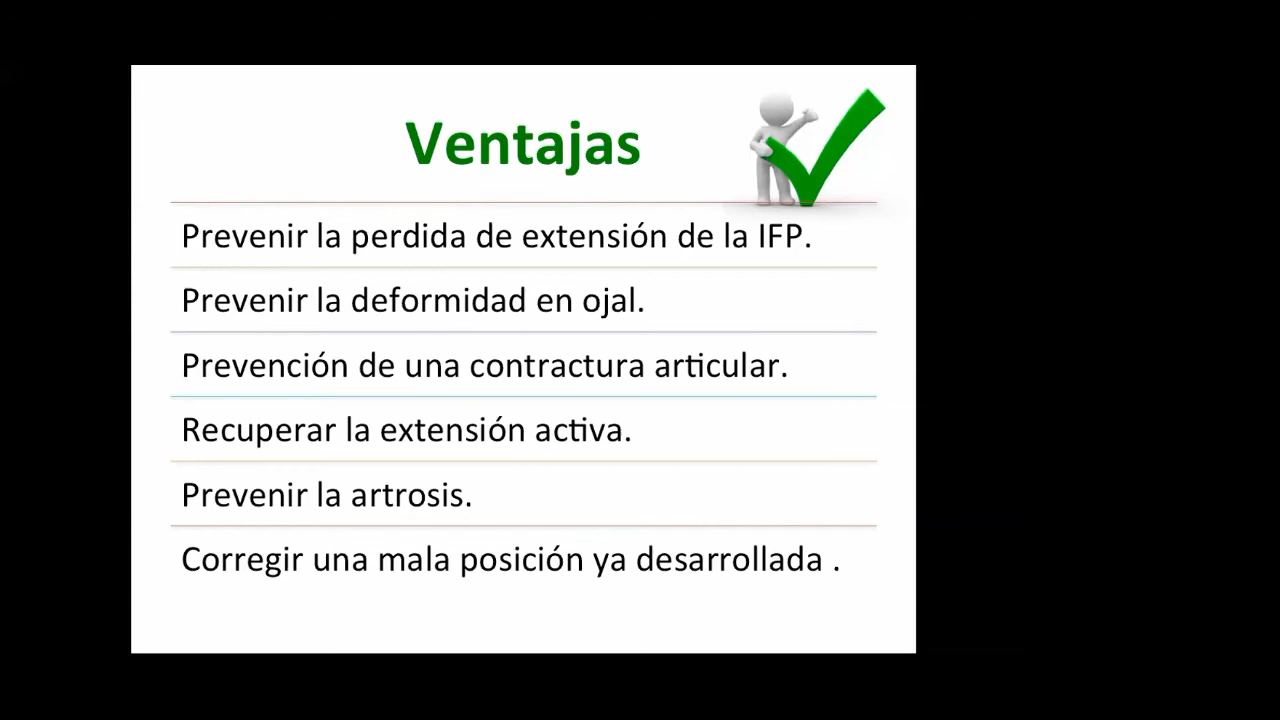 Ventajas
Prevenir la perdida de extensión de la IFP.
Prevenir la deformidad en ojal.
Prevención de una contractura articular.
Recuperar la extensión activa.
Prevenir la artrosis.
Corregir una mala posición ya desarrollada .